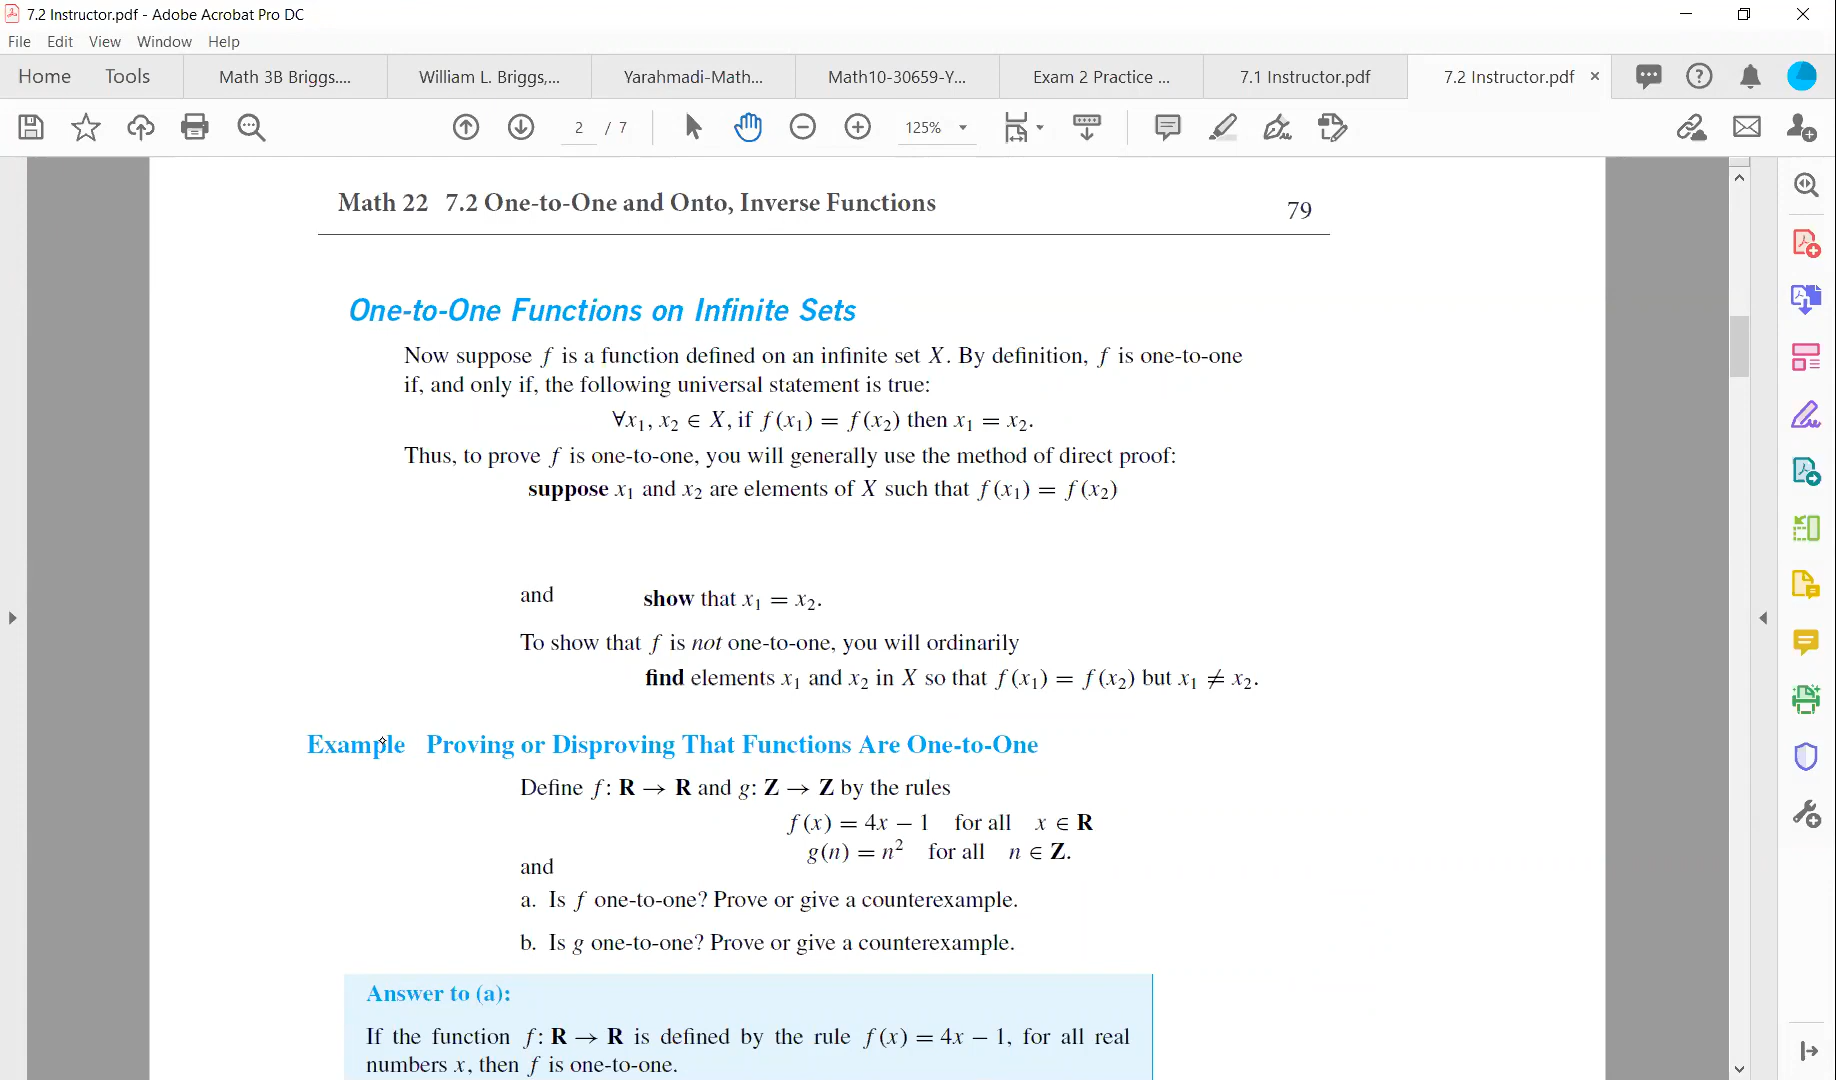 7.2 Instructor.pdf - Adobe Acrobat Pro DC
File Edit View Window Help
Home Tools Math 3B Briggs.... William L. Briggs,... Yarahmadi-Math... Math10-30659-Y... Exam 2 Practice ... 7.1 Instructor.pdf 7.2 Instructor.pdf ×
2 / 7 125%
Math 22 7.2 One-to-One and Onto, Inverse Functions 79
One-to-One Functions on Infinite Sets
Now suppose f is a function defined on an infinite set X. By definition, f is one-to-one
if, and only if, the following universal statement is true:
∀x₁, x₂ ∈ X, if f(x₁) = f(x₂) then x₁ = x₂.
Thus, to prove f is one-to-one, you will generally use the method of direct proof:
suppose x₁ and x₂ are elements of X such that f(x₁) = f(x₂)
and show that x₁ = x₂.
To show that f is not one-to-one, you will ordinarily
find elements x₁ and x₂ in X so that f(x₁) = f(x₂) but x₁ ≠ x₂.
Example Proving or Disproving That Functions Are One-to-One
Define f: R → R and g: Z → Z by the rules
f(x) = 4x − 1 for all x ∈ R
g(n) = n² for all n ∈ Z.
and
a. Is f one-to-one? Prove or give a counterexample.
b. Is g one-to-one? Prove or give a counterexample.
Answer to (a):
If the function f: R → R is defined by the rule f(x) = 4x − 1, for all real
numbers x, then f is one-to-one.